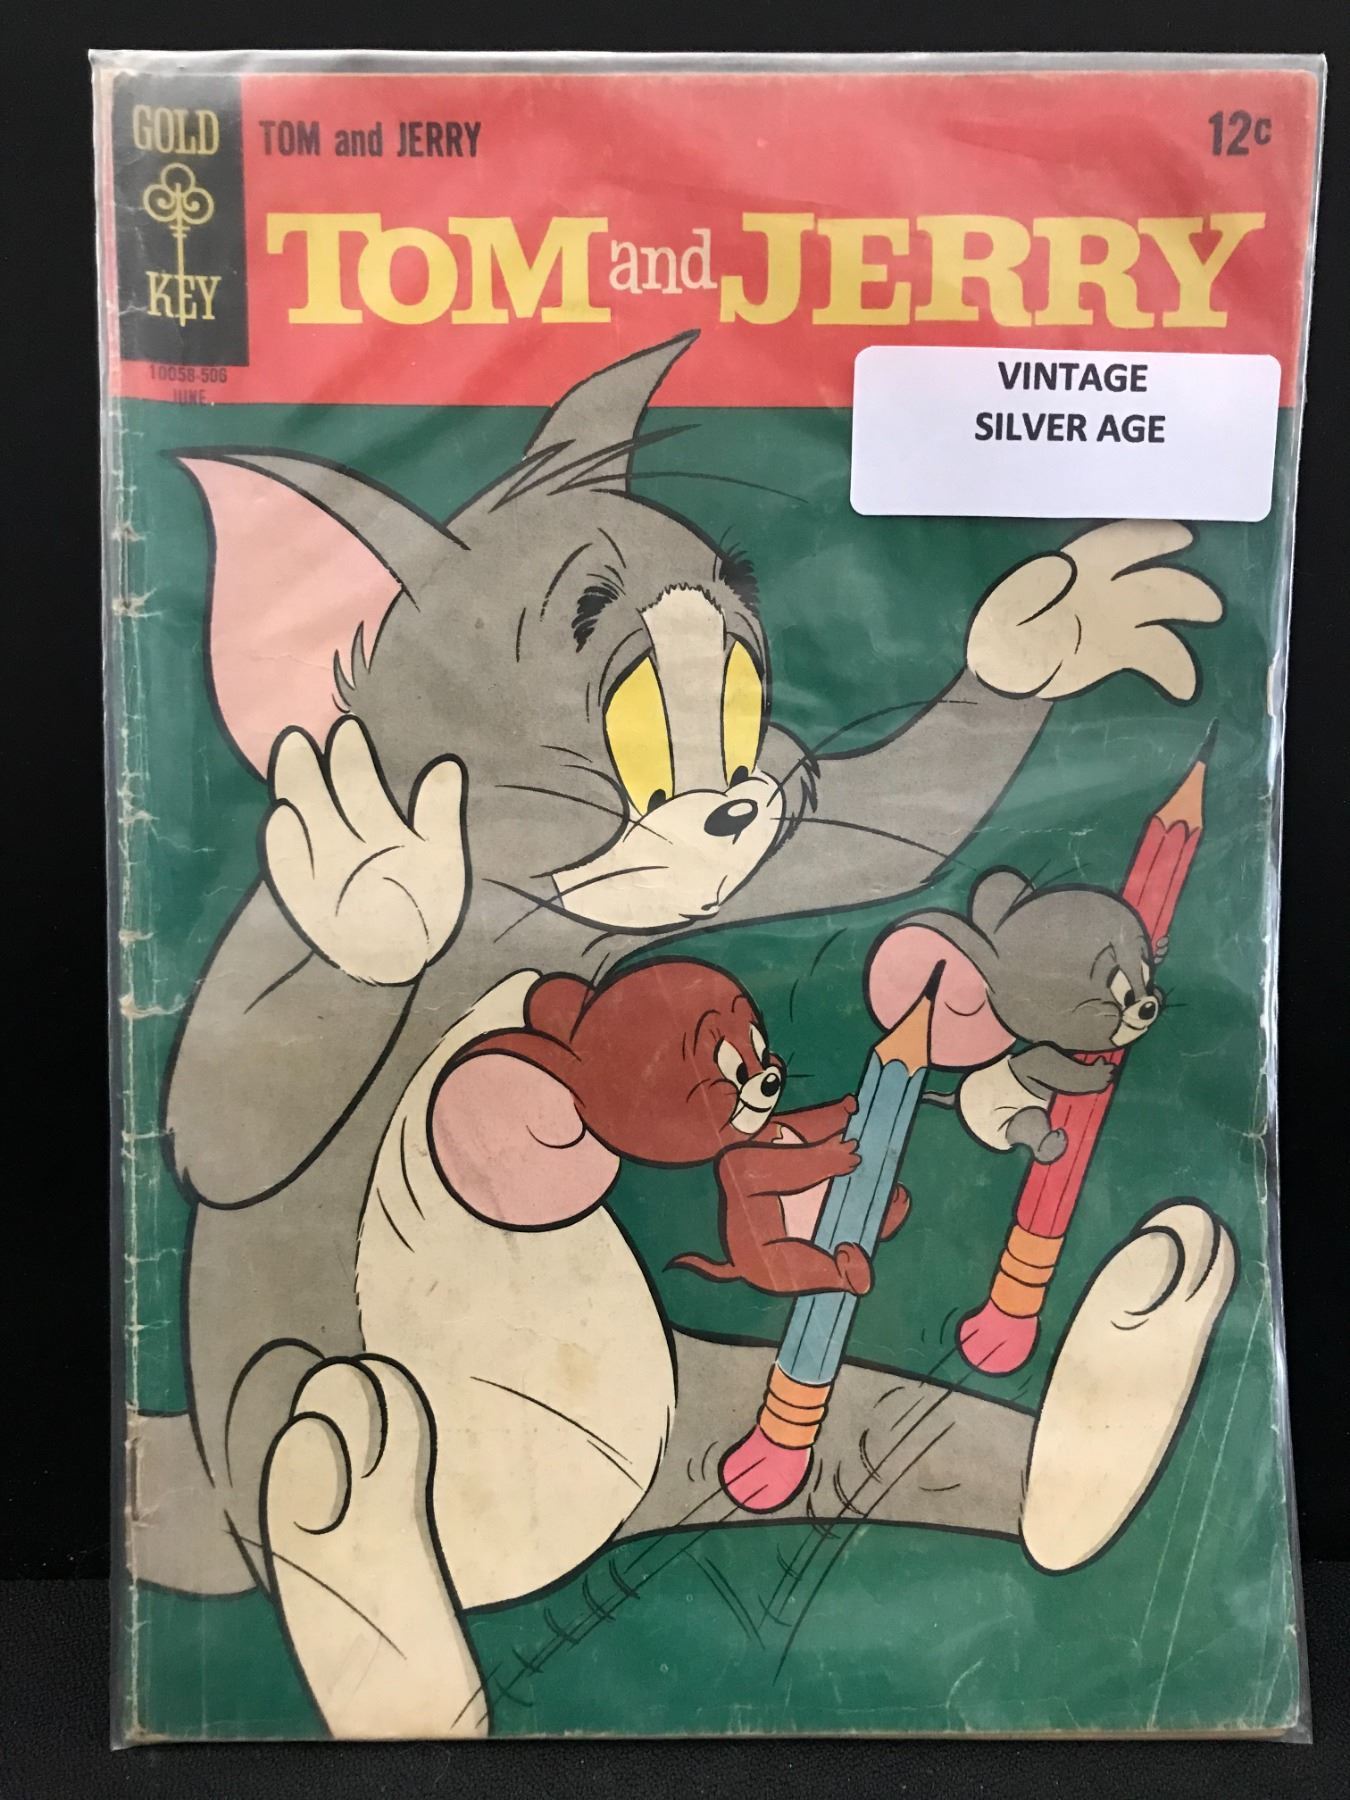 GOLD
KEY
10058-506
JUNE
TOM and JERRY
12c
TOM and JERRY
VINTAGE
SILVER AGE